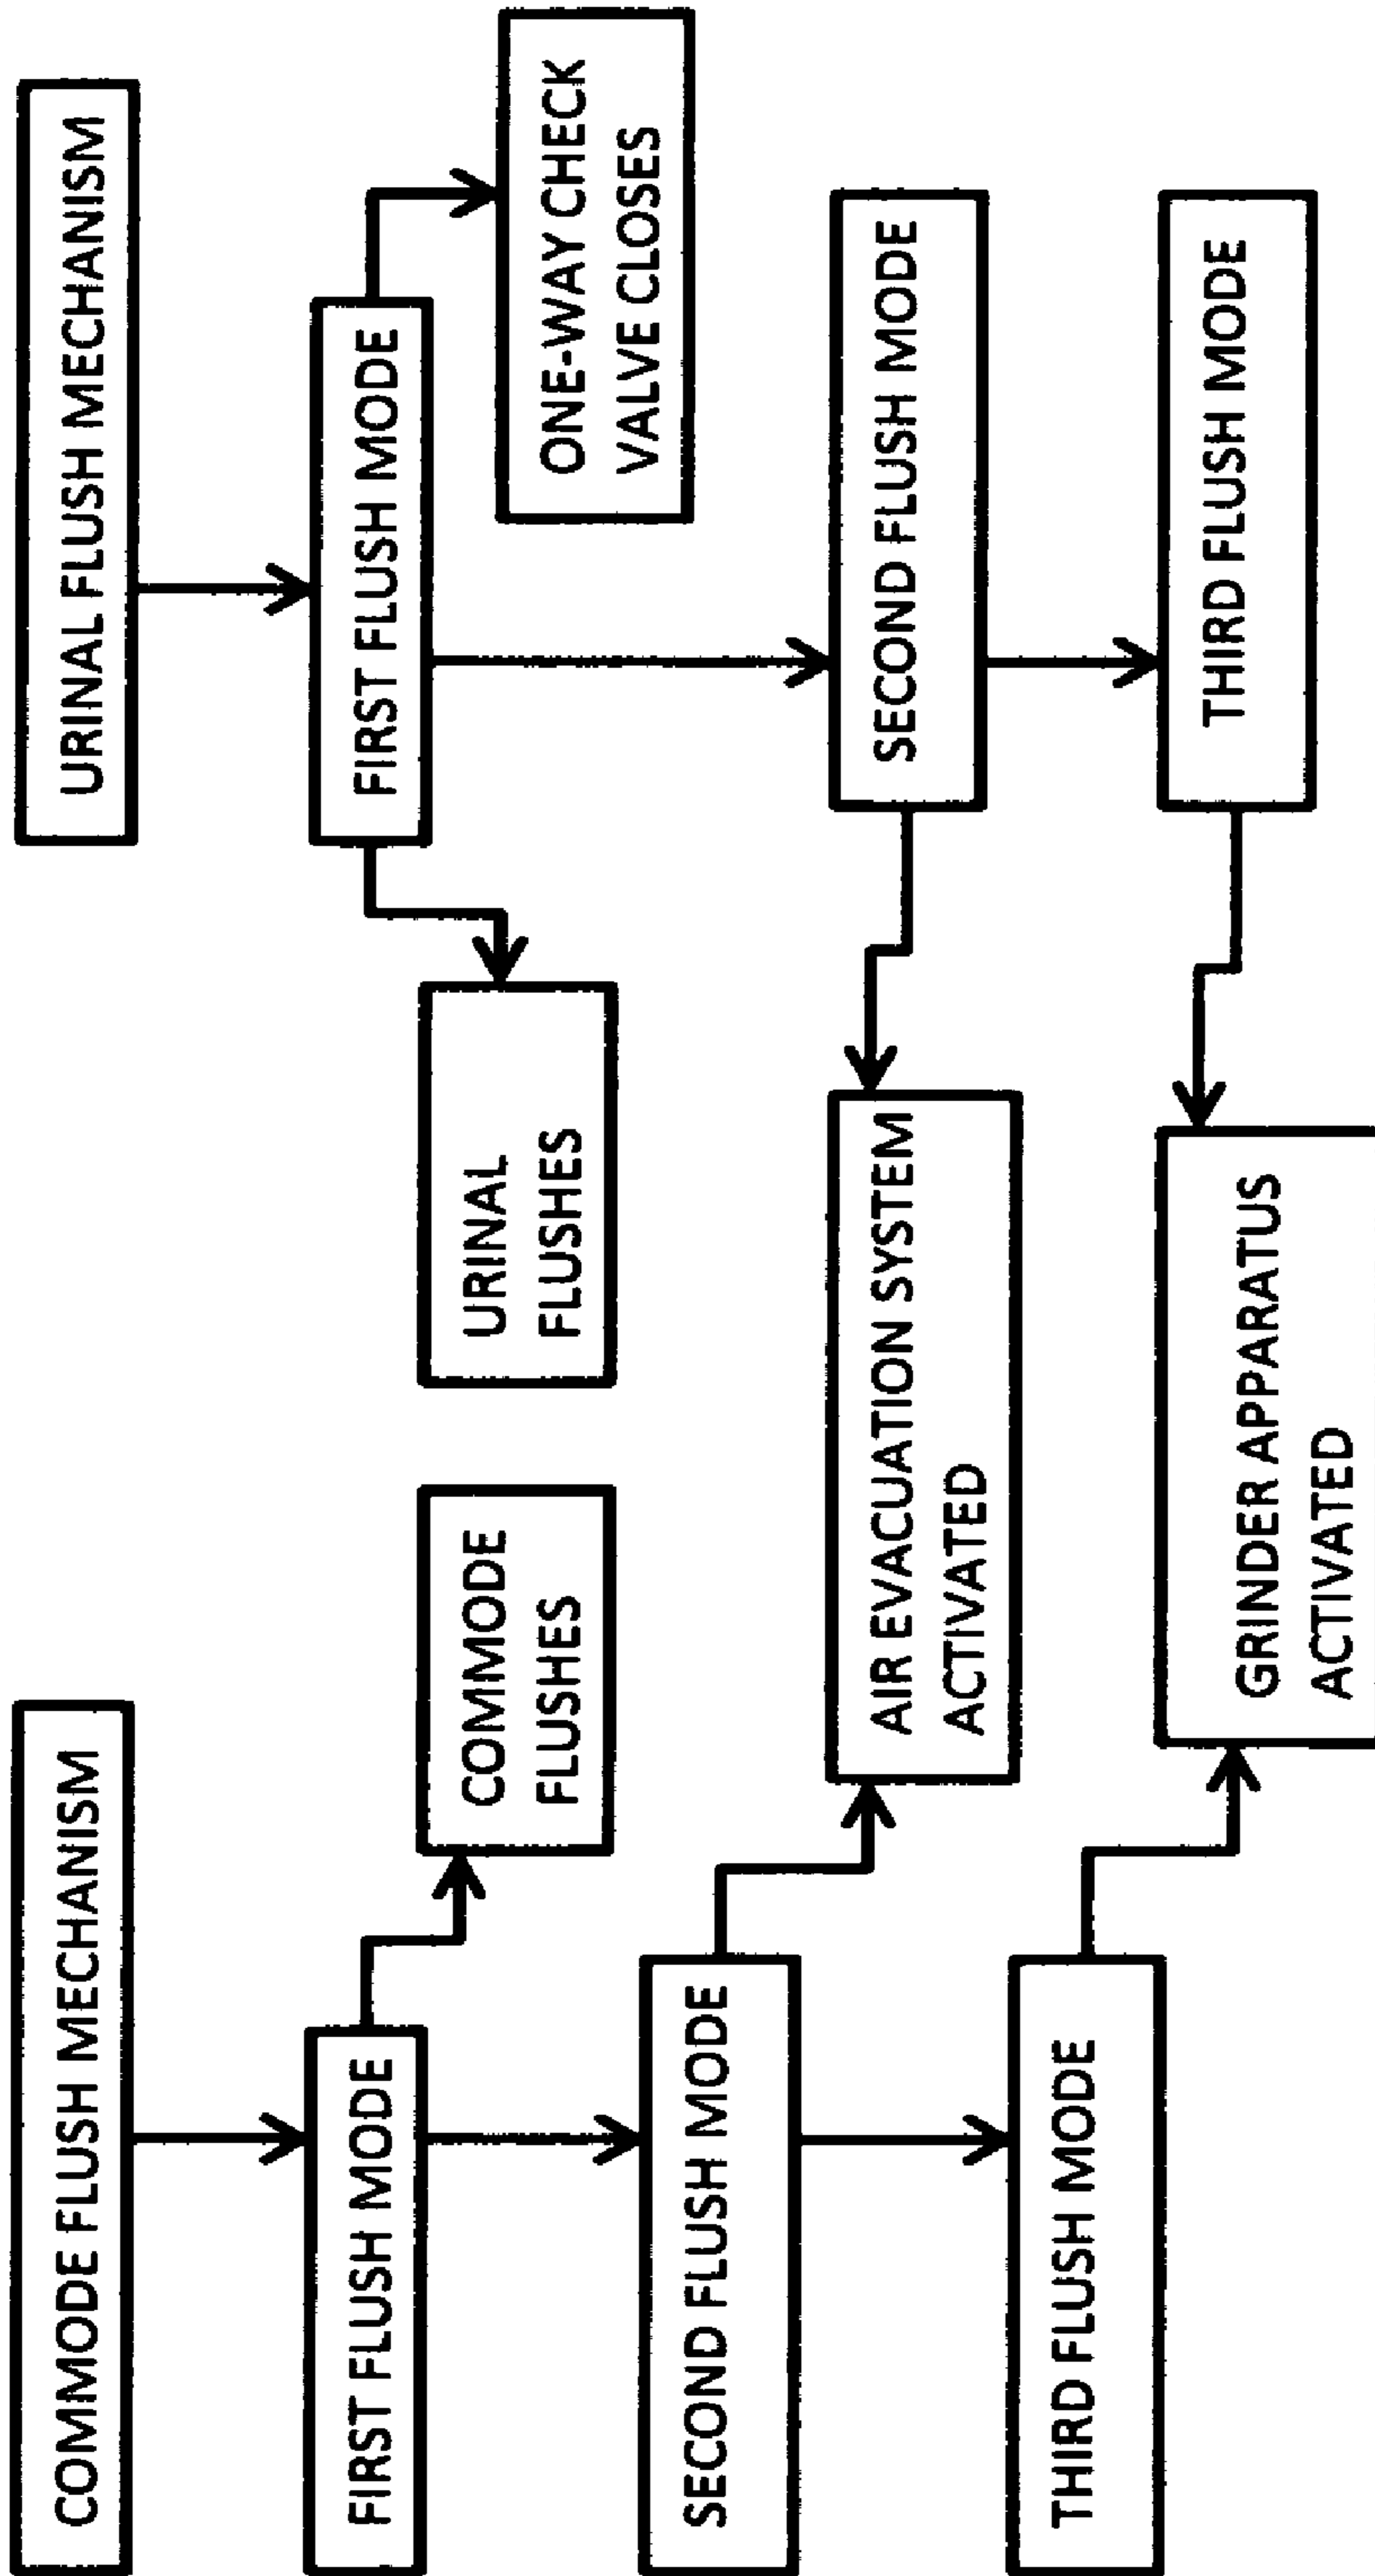 COMMODE FLUSH MECHANISM
FIRST FLUSH MODE
COMMODE
FLUSHES
SECOND FLUSH MODE
THIRD FLUSH MODE
URINAL FLUSH MECHANISM
FIRST FLUSH MODE
URINAL
FLUSHES
ONE-WAY CHECK
VALVE CLOSES
SECOND FLUSH MODE
AIR EVACUATION SYSTEM
ACTIVATED
THIRD FLUSH MODE
GRINDER APPARATUS
ACTIVATED